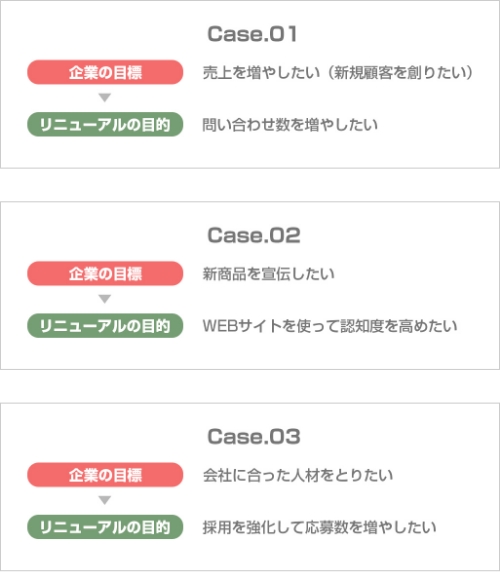 Case.01
企業の目標 売上を増やしたい（新規顧客を創りたい）
リニューアルの目的 問い合わせ数を増やしたい
Case.02
企業の目標 新商品を宣伝したい
リニューアルの目的 WEBサイトを使って認知度を高めたい
Case.03
企業の目標 会社に合った人材をとりたい
リニューアルの目的 採用を強化して応募数を増やしたい